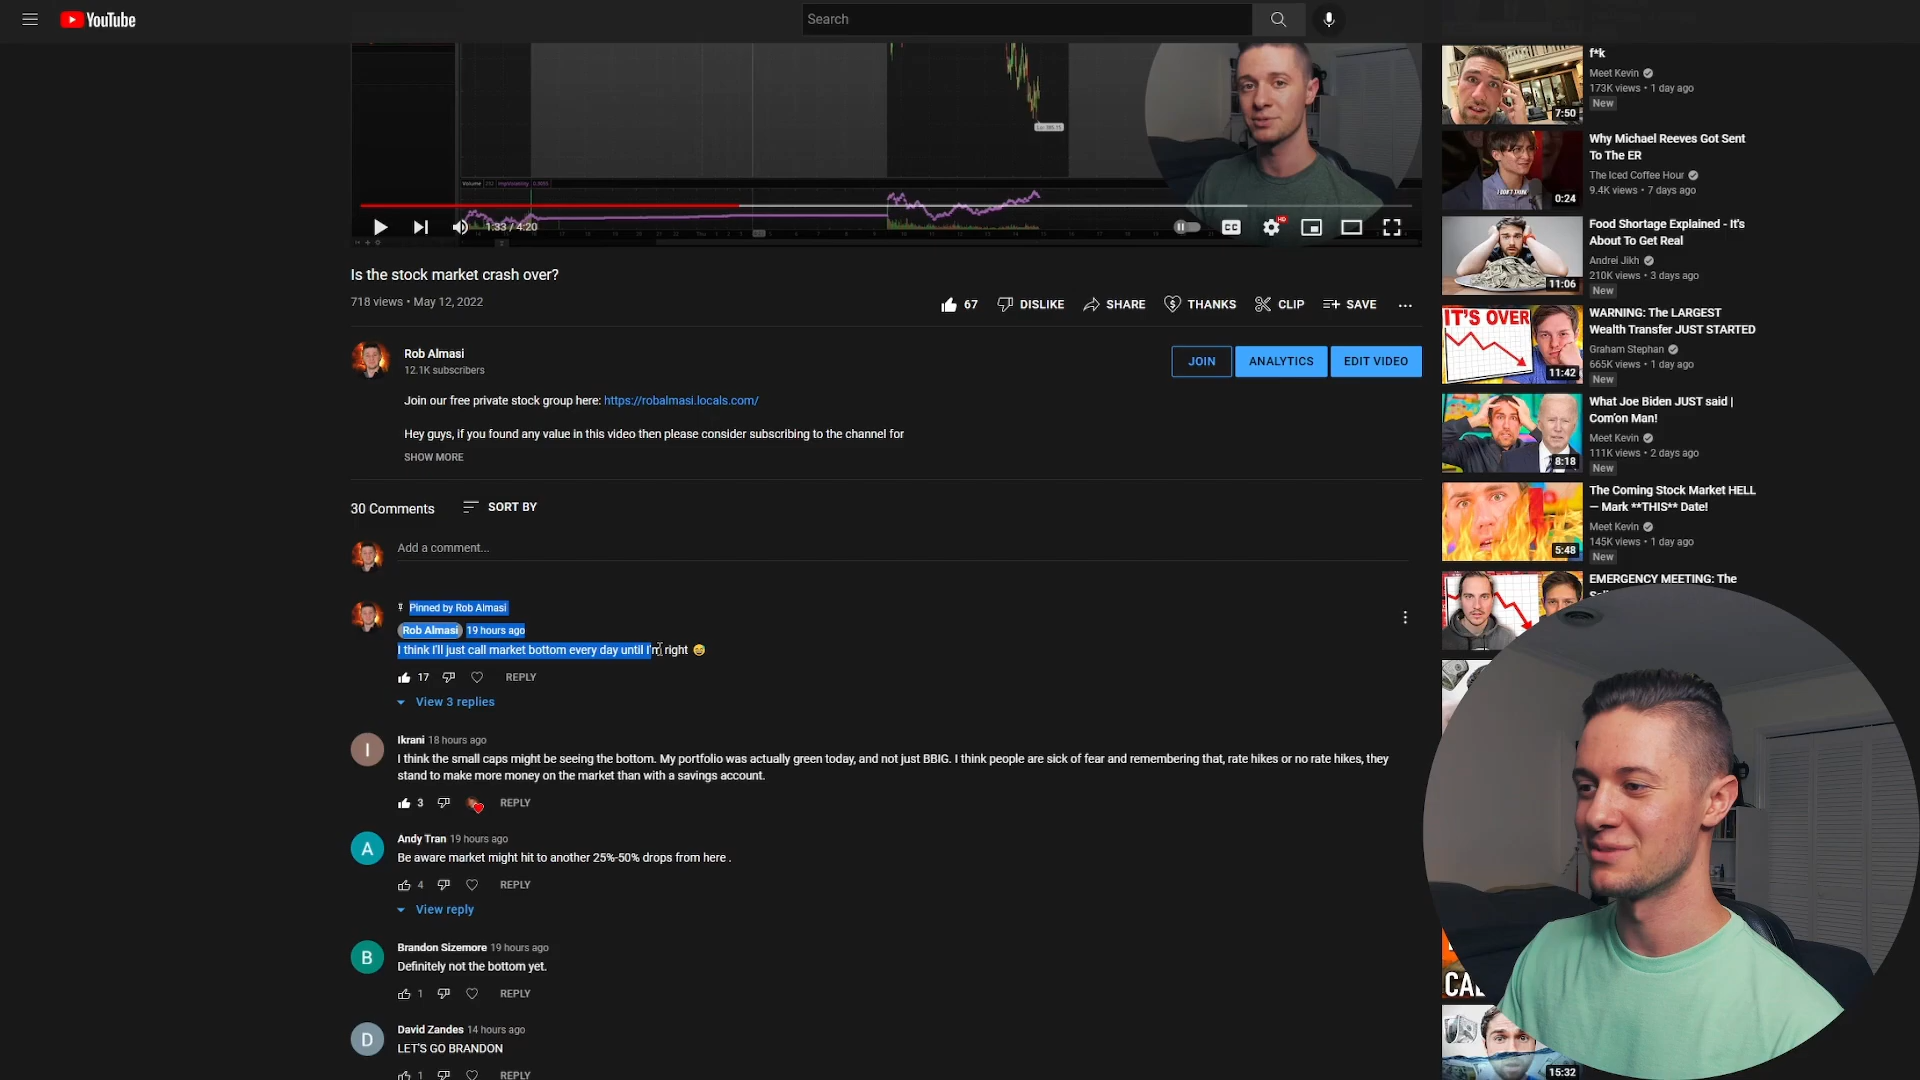 YouTube
Search
Lo: 385.15
Volume
1:33 / 4:20
CC
HD
Is the stock market crash over?
718 views • May 12, 2022
67
DISLIKE
SHARE
THANKS
CLIP
SAVE
Rob Almasi
12.1K subscribers
JOIN
ANALYTICS
EDIT VIDEO
Join our free private stock group here: https://robalmasi.locals.com/
Hey guys, if you found any value in this video then please consider subscribing to the channel for
SHOW MORE
30 Comments
SORT BY
Add a comment...
Pinned by Rob Almasi
Rob Almasi 19 hours ago
I think I'll just call market bottom every day until I'm right 😅
17
REPLY
View 3 replies
I
Ikrani 18 hours ago
I think the small caps might be seeing the bottom. My portfolio was actually green today, and not just BBIG. I think people are sick of fear and remembering that, rate hikes or no rate hikes, they
stand to make more money on the market than with a savings account.
3
REPLY
A
Andy Tran 19 hours ago
Be aware market might hit to another 25%-50% drops from here .
4
REPLY
View reply
B
Brandon Sizemore 19 hours ago
Definitely not the bottom yet.
1
REPLY
D
David Zandes 14 hours ago
LET'S GO BRANDON
1
REPLY
f*k
Meet Kevin
173K views • 1 day ago
New
7:50
Why Michael Reeves Got Sent
To The ER
The Iced Coffee Hour
9.4K views • 7 days ago
I DON'T THINK
0:24
Food Shortage Explained - It's
About To Get Real
Andrei Jikh
210K views • 3 days ago
New
11:06
IT'S OVER
WARNING: The LARGEST
Wealth Transfer JUST STARTED
Graham Stephan
665K views • 1 day ago
New
11:42
What Joe Biden JUST said |
Com'on Man!
Meet Kevin
111K views • 2 days ago
New
8:18
The Coming Stock Market HELL
— Mark **THIS** Date!
Meet Kevin
145K views • 1 day ago
New
5:48
EMERGENCY MEETING: The
15:32